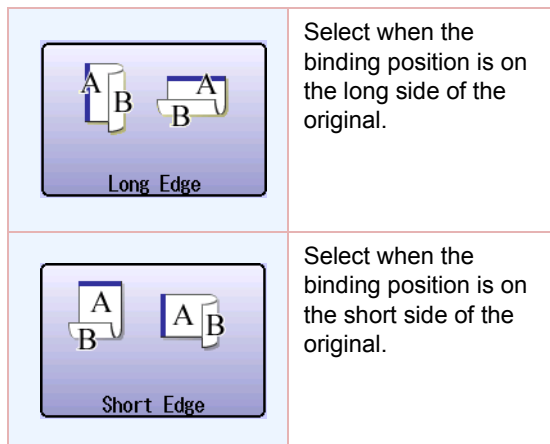 A
B
A
B
Long Edge
Select when the
binding position is on
the long side of the
original.
A
B
A
B
Short Edge
Select when the
binding position is on
the short side of the
original.